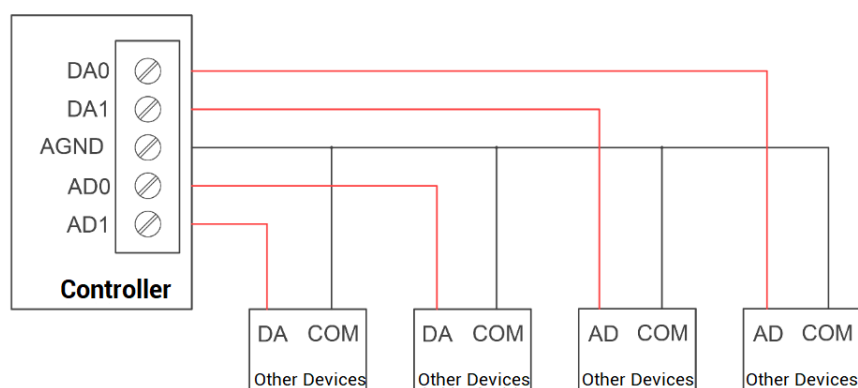 DA0
DA1
AGND
AD0
AD1
Controller
DA COM
Other Devices
DA COM
Other Devices
AD COM
Other Devices
AD COM
Other Devices